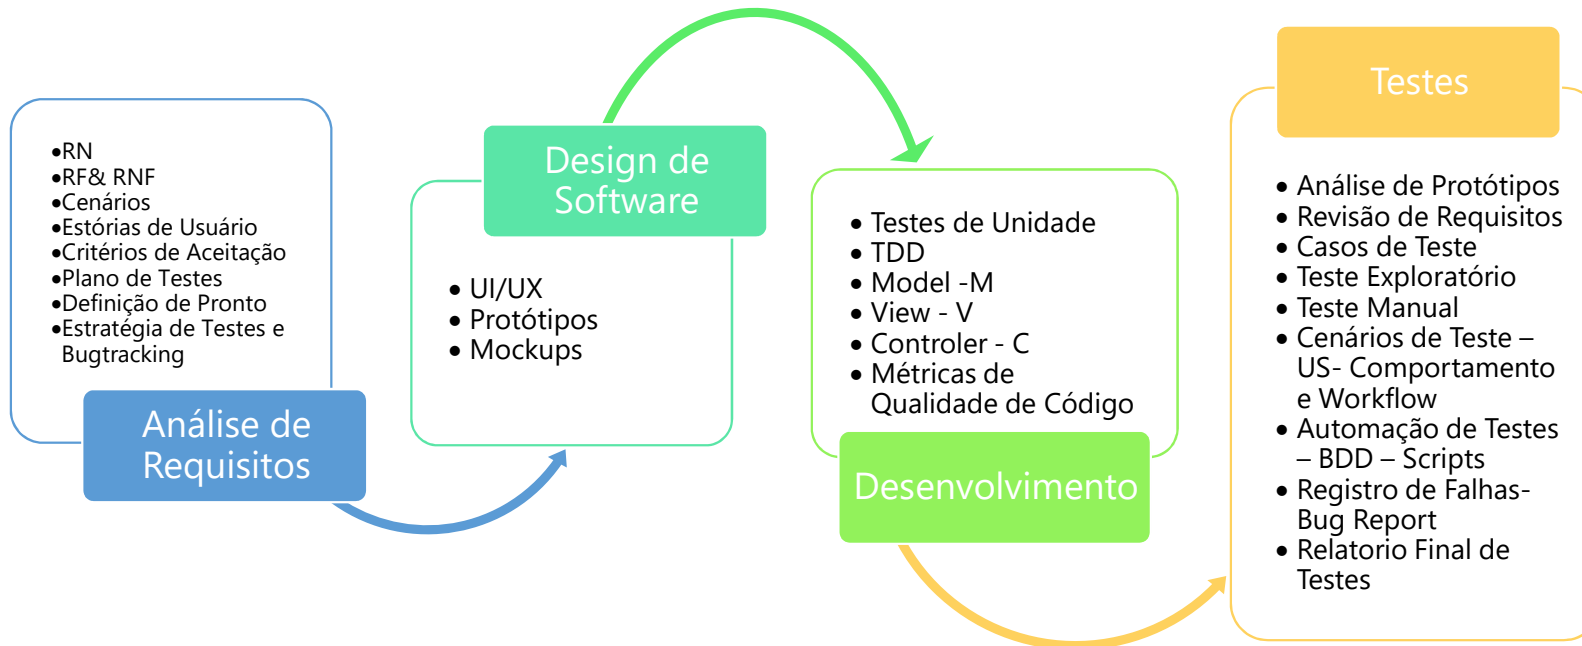 •RN
•RF& RNF
•Cenários
•Estórias de Usuário
•Critérios de Aceitação
•Plano de Testes
•Definição de Pronto
•Estratégia de Testes e
Bugtracking
Análise de
Requisitos
Design de
Software
• UI/UX
• Protótipos
• Mockups
• Testes de Unidade
• TDD
• Model -M
• View - V
• Controler - C
• Métricas de
Qualidade de Código
Desenvolvimento
Testes
• Análise de Protótipos
• Revisão de Requisitos
• Casos de Teste
• Teste Exploratório
• Teste Manual
• Cenários de Teste –
US- Comportamento
e Workflow
• Automação de Testes
– BDD – Scripts
• Registro de Falhas-
Bug Report
• Relatorio Final de
Testes